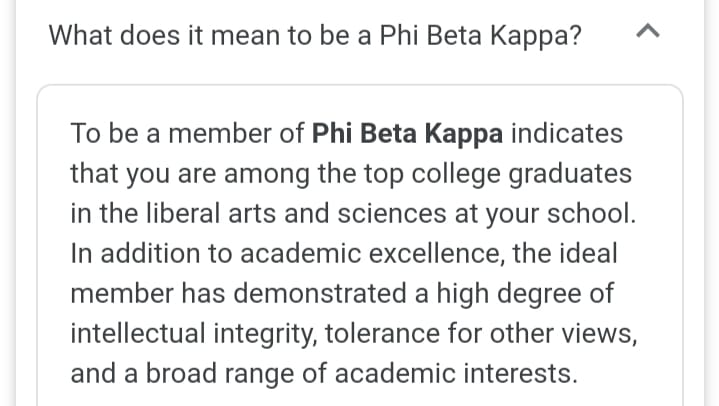 What does it mean to be a Phi Beta Kappa?
To be a member of Phi Beta Kappa indicates
that you are among the top college graduates
in the liberal arts and sciences at your school.
In addition to academic excellence, the ideal
member has demonstrated a high degree of
intellectual integrity, tolerance for other views,
and a broad range of academic interests.